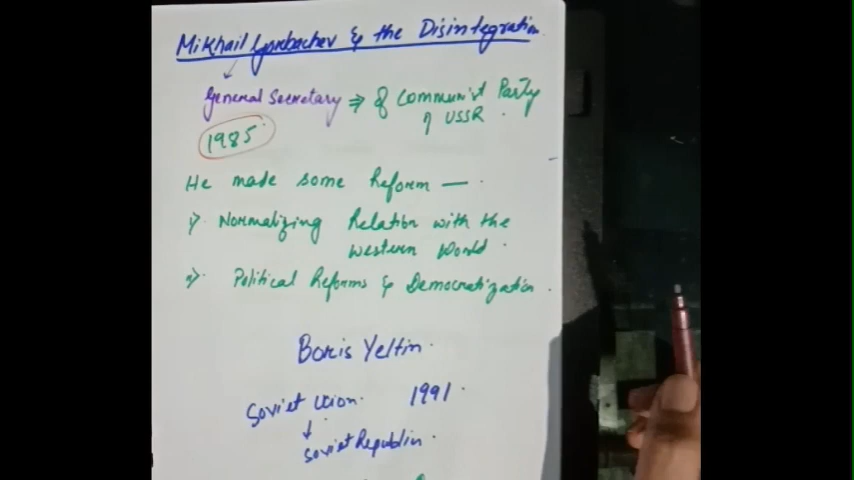 Mikhail Gorbachev & the Disintegration
General Secretary ⇒ of Communist Party
of USSR.
1985
He made some Reform —.
i) Normalizing Relation with the
Western World.
ii) Political Reforms & Democratization.
Boris Yeltin.
Soviet Union. 1991.
↓
Soviet Republin.